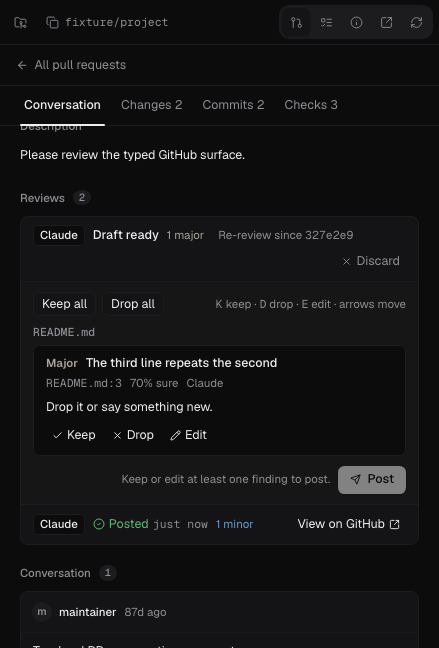 fixture/project
All pull requests
Conversation Changes 2 Commits 2 Checks 3
Description
Please review the typed GitHub surface.
Reviews 2
Claude Draft ready 1 major Re-review since 327e2e9
Discard
Keep all Drop all K keep · D drop · E edit · arrows move
README.md
Major The third line repeats the second
README.md:3 70% sure Claude
Drop it or say something new.
Keep Drop Edit
Keep or edit at least one finding to post. Post
Claude Posted just now 1 minor View on GitHub
Conversation 1
m maintainer 87d ago